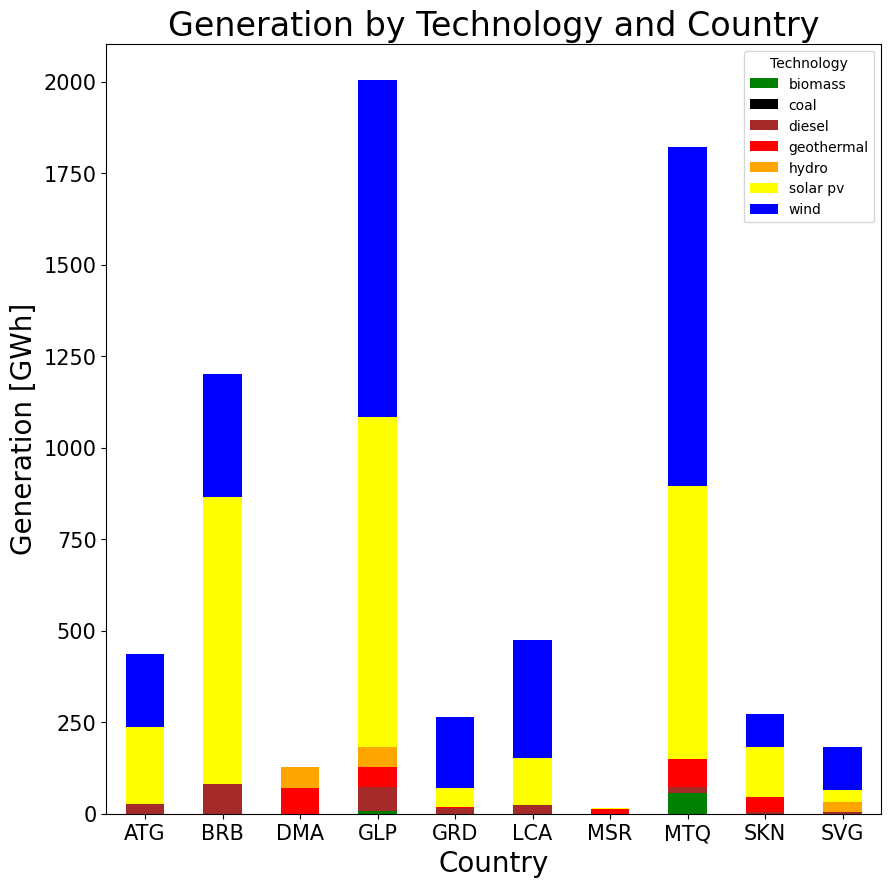 Generation by Technology and Country
Technology
biomass
coal
diesel
geothermal
hydro
solar pv
wind
Generation [GWh]
2000
1750
1500
1250
1000
750
500
250
0
ATG BRB DMA GLP GRD LCA MSR MTQ SKN SVG
Country